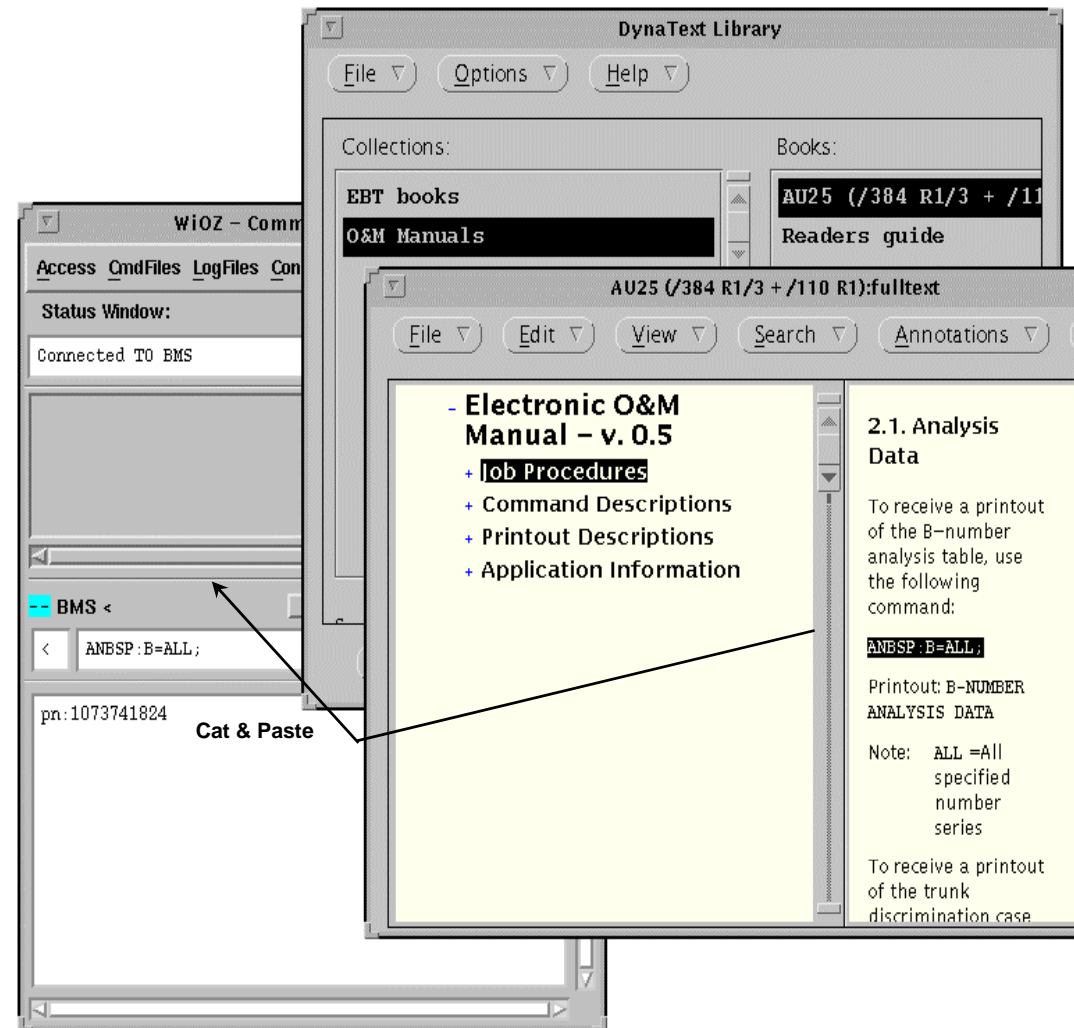 DynaText Library
File Options Help
Collections:
EBT books
O&M Manuals
Books:
AU25 (/384 R1/3 + /11
Readers guide
WiOZ – Comm
Access CmdFiles LogFiles Con
Status Window:
Connected TO BMS
-- BMS <
< ANBSP:B=ALL;
pn:1073741824
Cat & Paste
AU25 (/384 R1/3 + /110 R1):fulltext
File Edit View Search Annotations
- Electronic O&M
Manual – v. 0.5
+ Job Procedures
+ Command Descriptions
+ Printout Descriptions
+ Application Information
2.1. Analysis
Data
To receive a printout
of the B–number
analysis table, use
the following
command:
ANBSP:B=ALL;
Printout: B-NUMBER
ANALYSIS DATA
Note: ALL =All
specified
number
series
To receive a printout
of the trunk
discrimination case